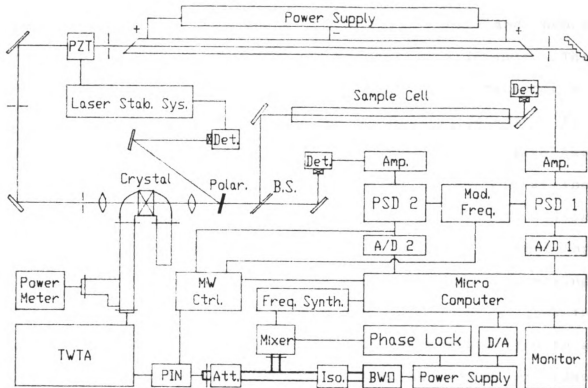 Power Supply
+ - +
PZT
Laser Stab. Sys.
Sample Cell
Det.
Det.
Det.
Amp.
Amp.
Crystal
Polar.
B.S.
PSD 2
Mod. Freq.
PSD 1
A/D 2
A/D 1
Power Meter
MW Ctrl.
Freq. Synth.
Micro Computer
Mixer
Phase Lock
D/A
Monitor
TWTA
PIN
Att.
Iso.
BWO
Power Supply